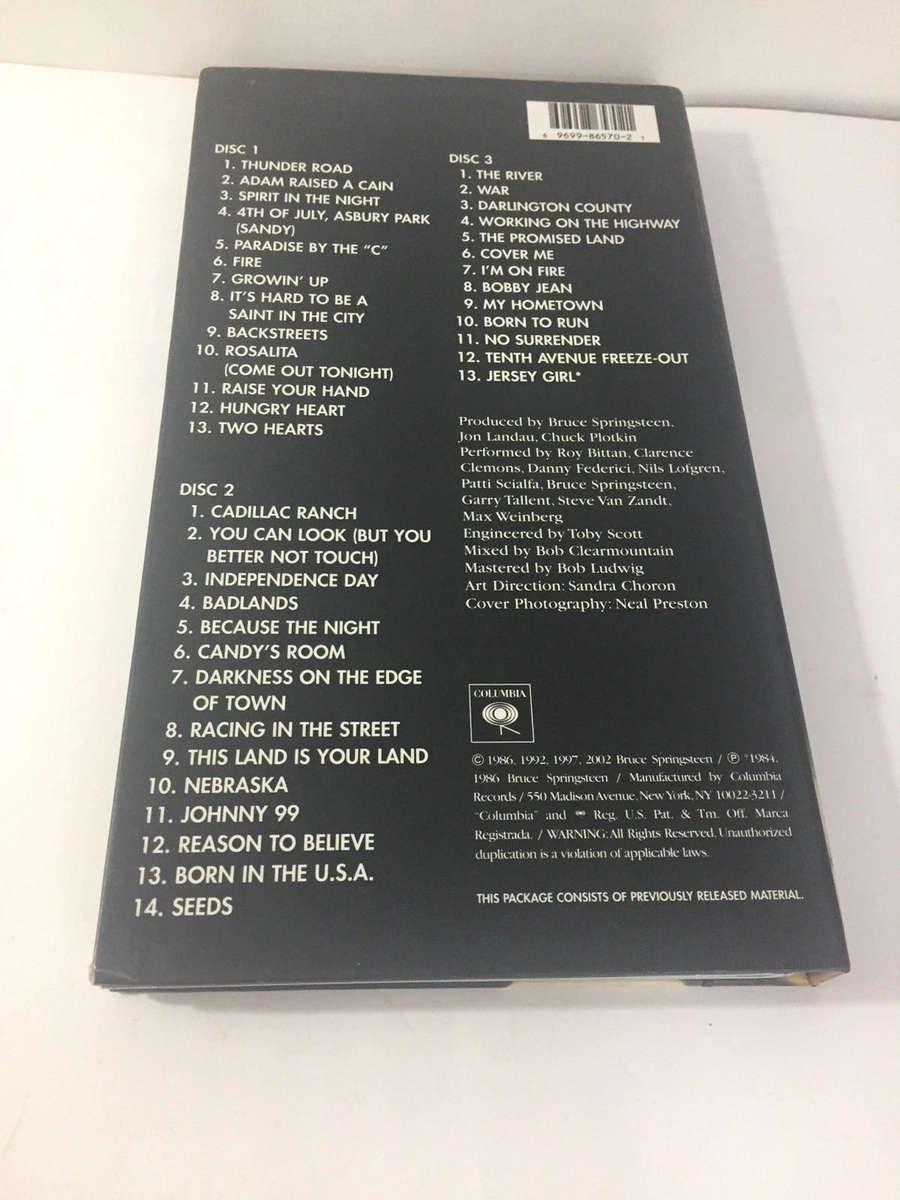 6 9699-86570-2 1
DISC 1
1. THUNDER ROAD
2. ADAM RAISED A CAIN
3. SPIRIT IN THE NIGHT
4. 4TH OF JULY, ASBURY PARK
(SANDY)
5. PARADISE BY THE “C”
6. FIRE
7. GROWIN’ UP
8. IT’S HARD TO BE A
SAINT IN THE CITY
9. BACKSTREETS
10. ROSALITA
(COME OUT TONIGHT)
11. RAISE YOUR HAND
12. HUNGRY HEART
13. TWO HEARTS
DISC 2
1. CADILLAC RANCH
2. YOU CAN LOOK (BUT YOU
BETTER NOT TOUCH)
3. INDEPENDENCE DAY
4. BADLANDS
5. BECAUSE THE NIGHT
6. CANDY’S ROOM
7. DARKNESS ON THE EDGE
OF TOWN
8. RACING IN THE STREET
9. THIS LAND IS YOUR LAND
10. NEBRASKA
11. JOHNNY 99
12. REASON TO BELIEVE
13. BORN IN THE U.S.A.
14. SEEDS
DISC 3
1. THE RIVER
2. WAR
3. DARLINGTON COUNTY
4. WORKING ON THE HIGHWAY
5. THE PROMISED LAND
6. COVER ME
7. I’M ON FIRE
8. BOBBY JEAN
9. MY HOMETOWN
10. BORN TO RUN
11. NO SURRENDER
12. TENTH AVENUE FREEZE-OUT
13. JERSEY GIRL*
Produced by Bruce Springsteen,
Jon Landau, Chuck Plotkin
Performed by Roy Bittan, Clarence
Clemons, Danny Federici, Nils Lofgren,
Patti Scialfa, Bruce Springsteen,
Garry Tallent, Steve Van Zandt,
Max Weinberg
Engineered by Toby Scott
Mixed by Bob Clearmountain
Mastered by Bob Ludwig
Art Direction: Sandra Choron
Cover Photography: Neal Preston
COLUMBIA
© 1986, 1992, 1997, 2002 Bruce Springsteen / ℗ *1984,
1986 Bruce Springsteen / Manufactured by Columbia
Records / 550 Madison Avenue, New York, NY 10022-3211 /
“Columbia” and Reg. U.S. Pat. & Tm. Off. Marca
Registrada. / WARNING: All Rights Reserved. Unauthorized
duplication is a violation of applicable laws.
THIS PACKAGE CONSISTS OF PREVIOUSLY RELEASED MATERIAL.